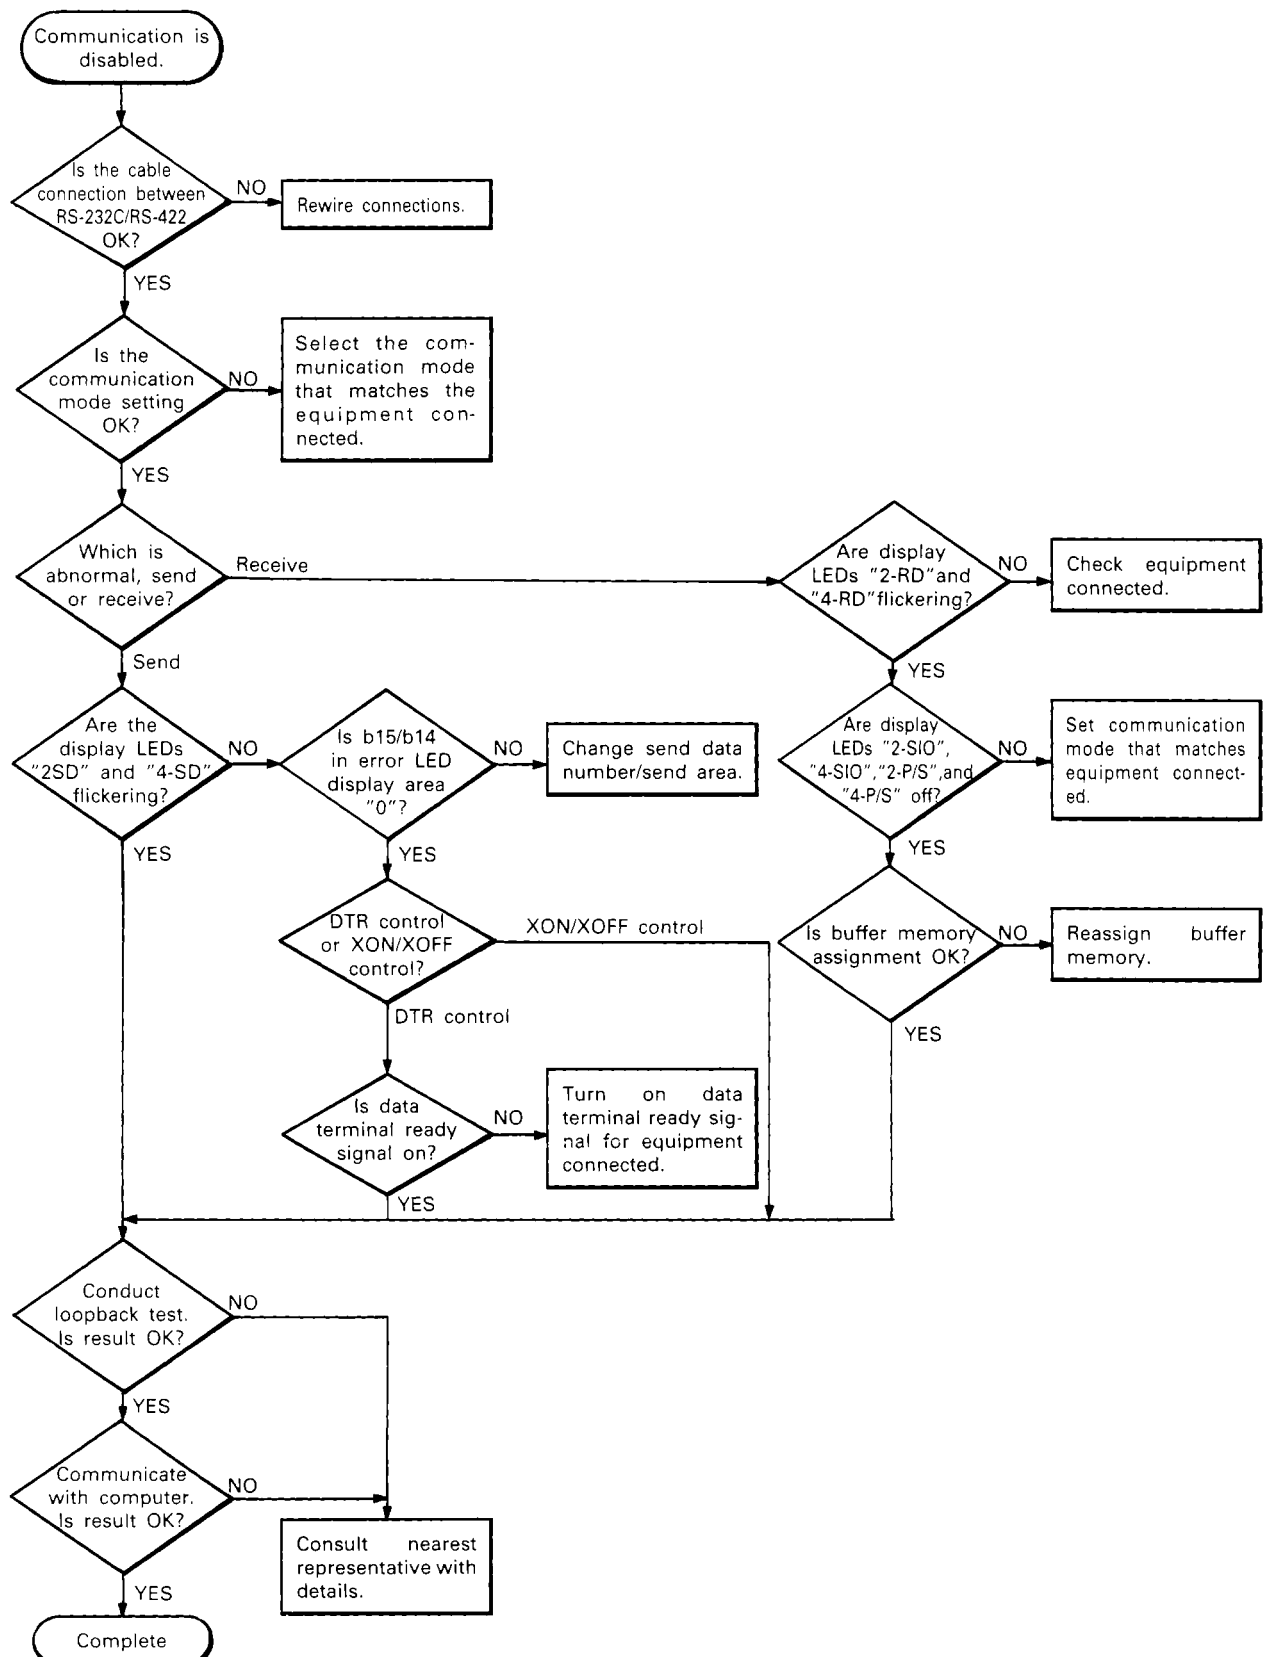 Communication is
disabled.
Is the cable
connection between
RS-232C/RS-422
OK?
NO
Rewire connections.
YES
Is the
communication
mode setting
OK?
NO
Select the com-
munication mode
that matches the
equipment con-
nected.
YES
Which is
abnormal, send
or receive?
Receive
Are display
LEDs "2-RD"and
"4-RD"flickering?
NO
Check equipment
connected.
Send
YES
Are the
display LEDs
"2SD" and "4-SD"
flickering?
NO
Is b15/b14
in error LED
display area
"0"?
NO
Change send data
number/send area.
Are display
LEDs "2-SIO",
"4-SIO","2-P/S",and
"4-P/S" off?
NO
Set communication
mode that matches
equipment connect-
ed.
YES
YES
YES
DTR control
or XON/XOFF
control?
XON/XOFF control
Is buffer memory
assignment OK?
NO
Reassign buffer
memory.
DTR control
YES
Is data
terminal ready
signal on?
NO
Turn on data
terminal ready sig-
nal for equipment
connected.
YES
Conduct
loopback test.
Is result OK?
NO
YES
Communicate
with computer.
Is result OK?
NO
Consult nearest
representative with
details.
YES
Complete